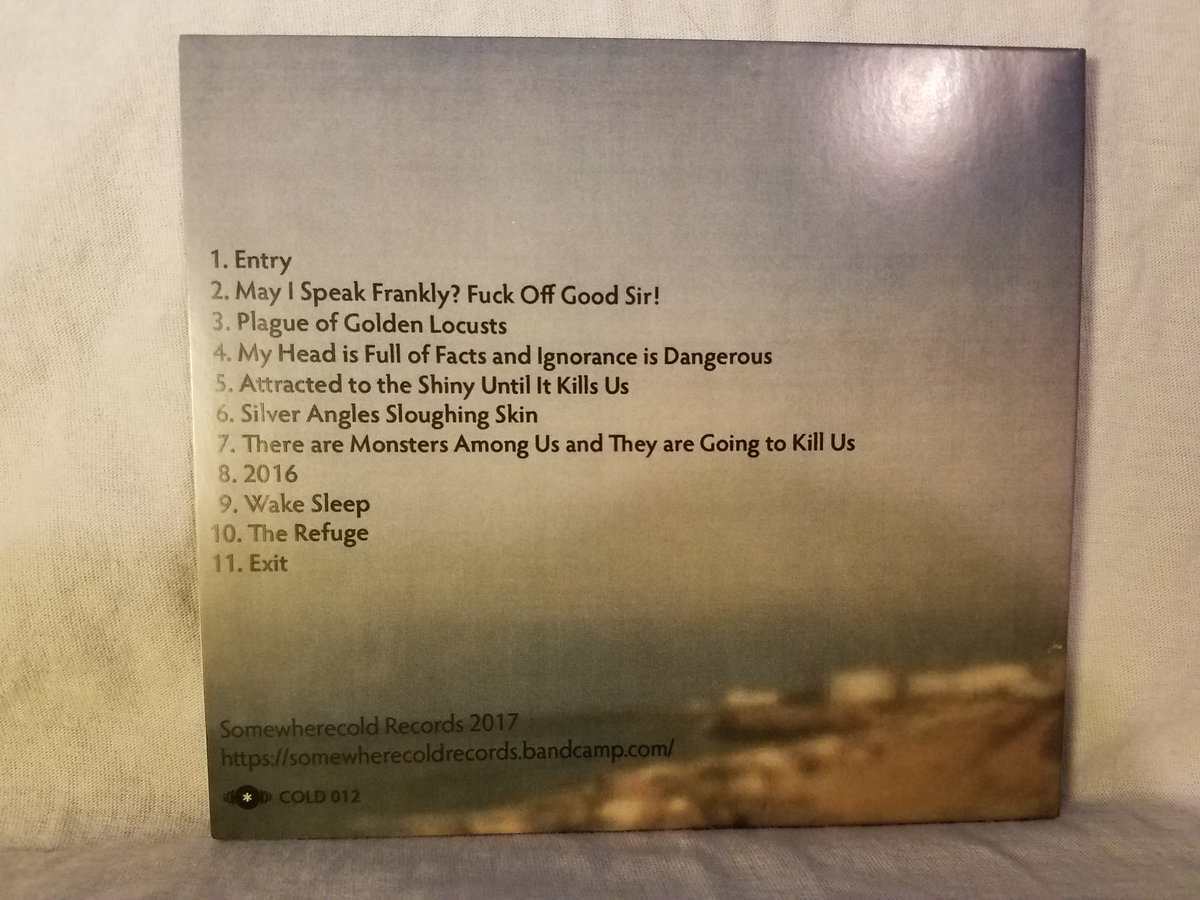 1. Entry
2. May I Speak Frankly? Fuck Off Good Sir!
3. Plague of Golden Locusts
4. My Head is Full of Facts and Ignorance is Dangerous
5. Attracted to the Shiny Until It Kills Us
6. Silver Angles Sloughing Skin
7. There are Monsters Among Us and They are Going to Kill Us
8. 2016
9. Wake Sleep
10. The Refuge
11. Exit
Somewherecold Records 2017
https://somewherecoldrecords.bandcamp.com/
COLD 012